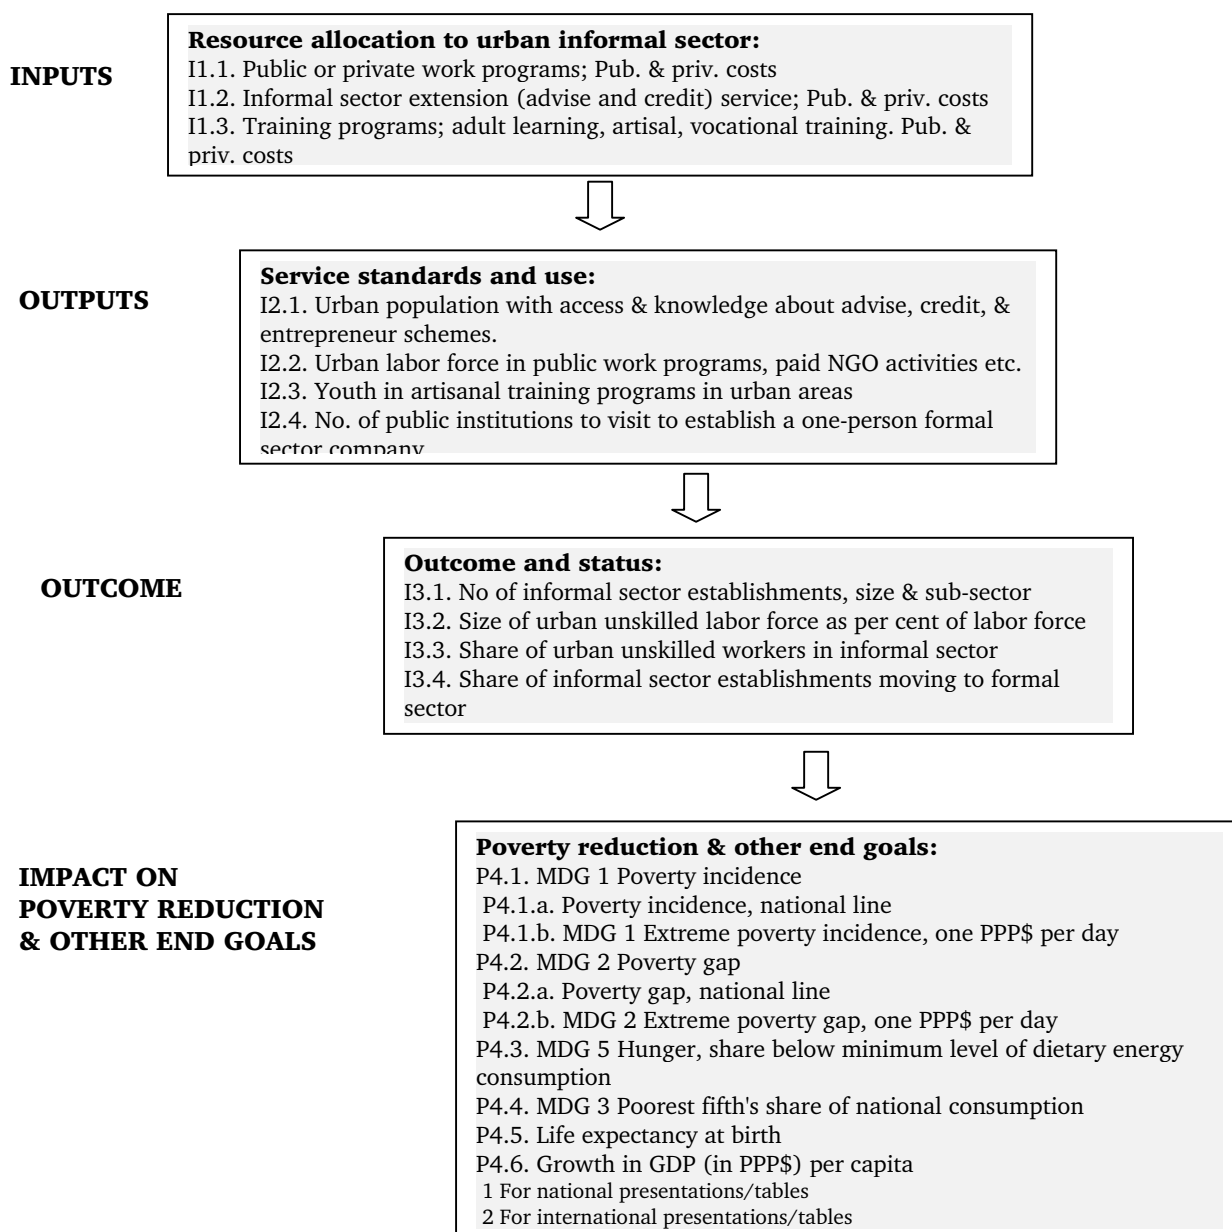 INPUTS
Resource allocation to urban informal sector:
I1.1. Public or private work programs; Pub. & priv. costs
I1.2. Informal sector extension (advise and credit) service; Pub. & priv. costs
I1.3. Training programs; adult learning, artisal, vocational training. Pub. &
priv. costs
OUTPUTS
Service standards and use:
I2.1. Urban population with access & knowledge about advise, credit, &
entrepreneur schemes.
I2.2. Urban labor force in public work programs, paid NGO activities etc.
I2.3. Youth in artisanal training programs in urban areas
I2.4. No. of public institutions to visit to establish a one-person formal
sector company
OUTCOME
Outcome and status:
I3.1. No of informal sector establishments, size & sub-sector
I3.2. Size of urban unskilled labor force as per cent of labor force
I3.3. Share of urban unskilled workers in informal sector
I3.4. Share of informal sector establishments moving to formal
sector
IMPACT ON
POVERTY REDUCTION
& OTHER END GOALS
Poverty reduction & other end goals:
P4.1. MDG 1 Poverty incidence
P4.1.a. Poverty incidence, national line
P4.1.b. MDG 1 Extreme poverty incidence, one PPP$ per day
P4.2. MDG 2 Poverty gap
P4.2.a. Poverty gap, national line
P4.2.b. MDG 2 Extreme poverty gap, one PPP$ per day
P4.3. MDG 5 Hunger, share below minimum level of dietary energy
consumption
P4.4. MDG 3 Poorest fifth's share of national consumption
P4.5. Life expectancy at birth
P4.6. Growth in GDP (in PPP$) per capita
1 For national presentations/tables
2 For international presentations/tables